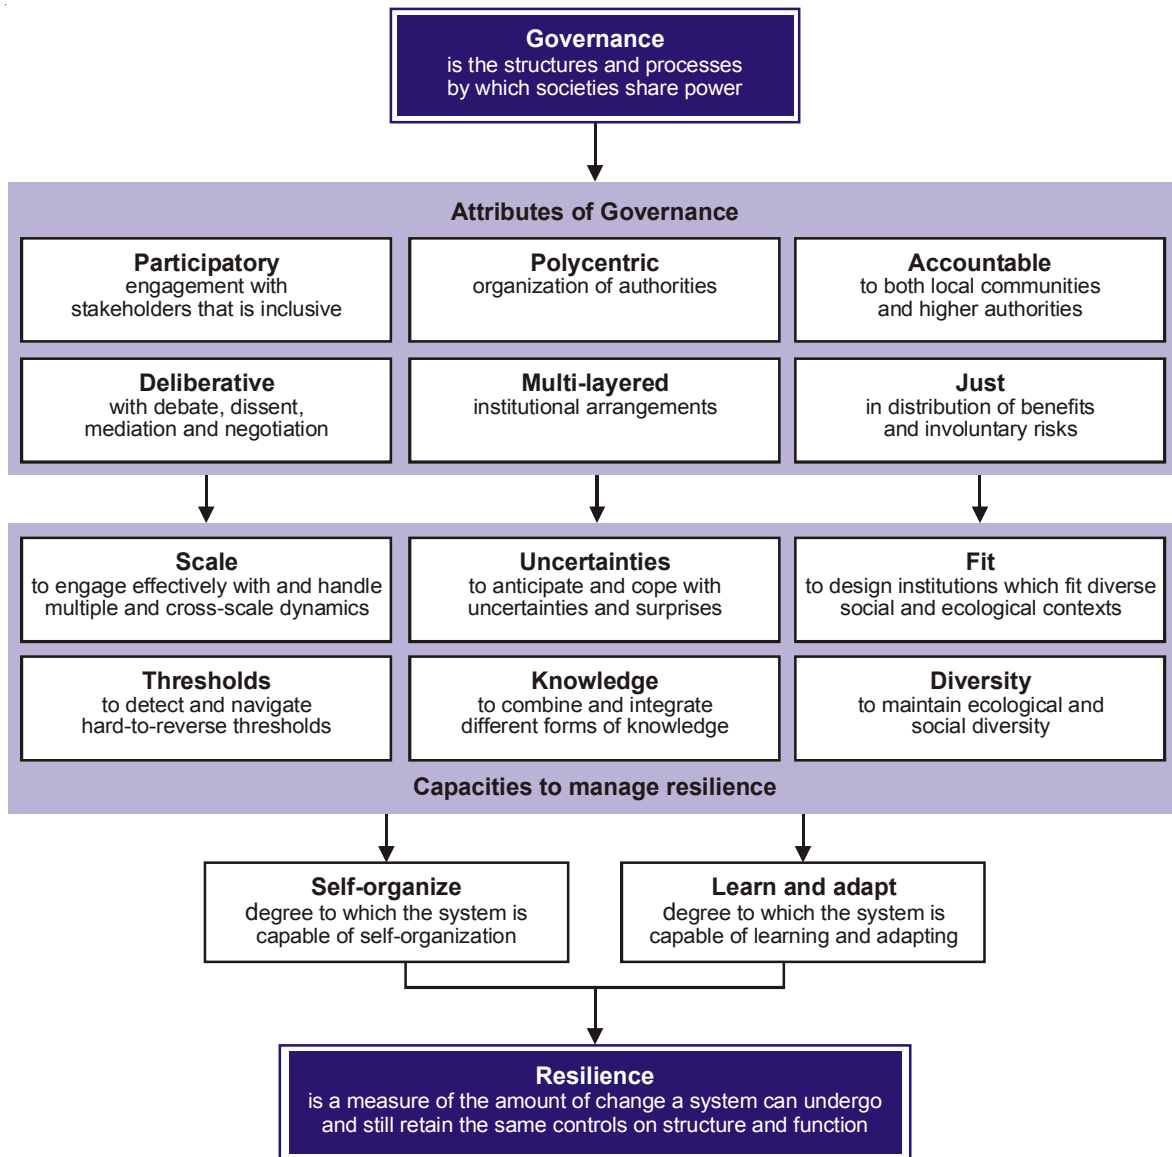 Governance
is the structures and processes
by which societies share power
Attributes of Governance
Participatory
engagement with
stakeholders that is inclusive
Polycentric
organization of authorities
Accountable
to both local communities
and higher authorities
Deliberative
with debate, dissent,
mediation and negotiation
Multi-layered
institutional arrangements
Just
in distribution of benefits
and involuntary risks
Scale
to engage effectively with and handle
multiple and cross-scale dynamics
Uncertainties
to anticipate and cope with
uncertainties and surprises
Fit
to design institutions which fit diverse
social and ecological contexts
Thresholds
to detect and navigate
hard-to-reverse thresholds
Knowledge
to combine and integrate
different forms of knowledge
Diversity
to maintain ecological and
social diversity
Capacities to manage resilience
Self-organize
degree to which the system is
capable of self-organization
Learn and adapt
degree to which the system is
capable of learning and adapting
Resilience
is a measure of the amount of change a system can undergo
and still retain the same controls on structure and function